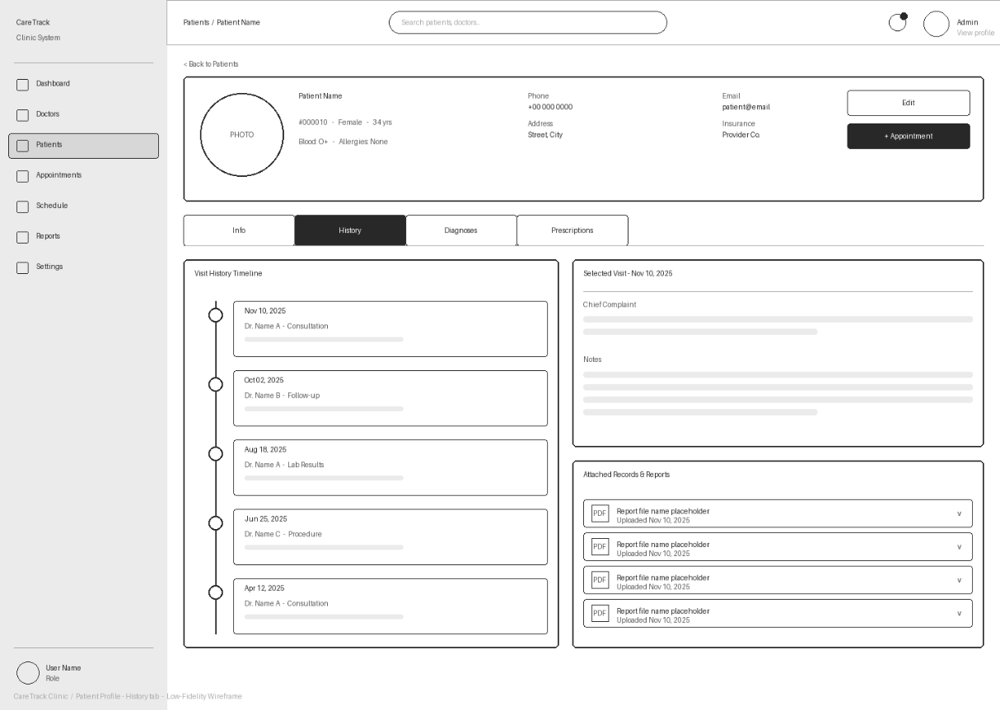 CareTrack
Clinic System
Dashboard
Doctors
Patients
Appointments
Schedule
Reports
Settings
User Name
Role
Patients / Patient Name
Search patients, doctors..
Admin
View profile
< Back to Patients
PHOTO
Patient Name
#000010 - Female - 34 yrs
Blood: O+ - Allergies: None
Phone
+00 000 0000
Address
Street, City
Email
patient@email
Insurance
Provider Co.
Edit
+ Appointment
Info
History
Diagnoses
Prescriptions
Visit History Timeline
Nov 10, 2025
Dr. Name A - Consultation
Oct 02, 2025
Dr. Name B - Follow-up
Aug 18, 2025
Dr. Name A - Lab Results
Jun 25, 2025
Dr. Name C - Procedure
Apr 12, 2025
Dr. Name A - Consultation
Selected Visit - Nov 10, 2025
Chief Complaint
Notes
Attached Records & Reports
PDF
Report file name placeholder
Uploaded Nov 10, 2025
v
PDF
Report file name placeholder
Uploaded Nov 10, 2025
v
PDF
Report file name placeholder
Uploaded Nov 10, 2025
v
PDF
Report file name placeholder
Uploaded Nov 10, 2025
v
CareTrack Clinic / Patient Profile - History tab - Low-Fidelity Wireframe